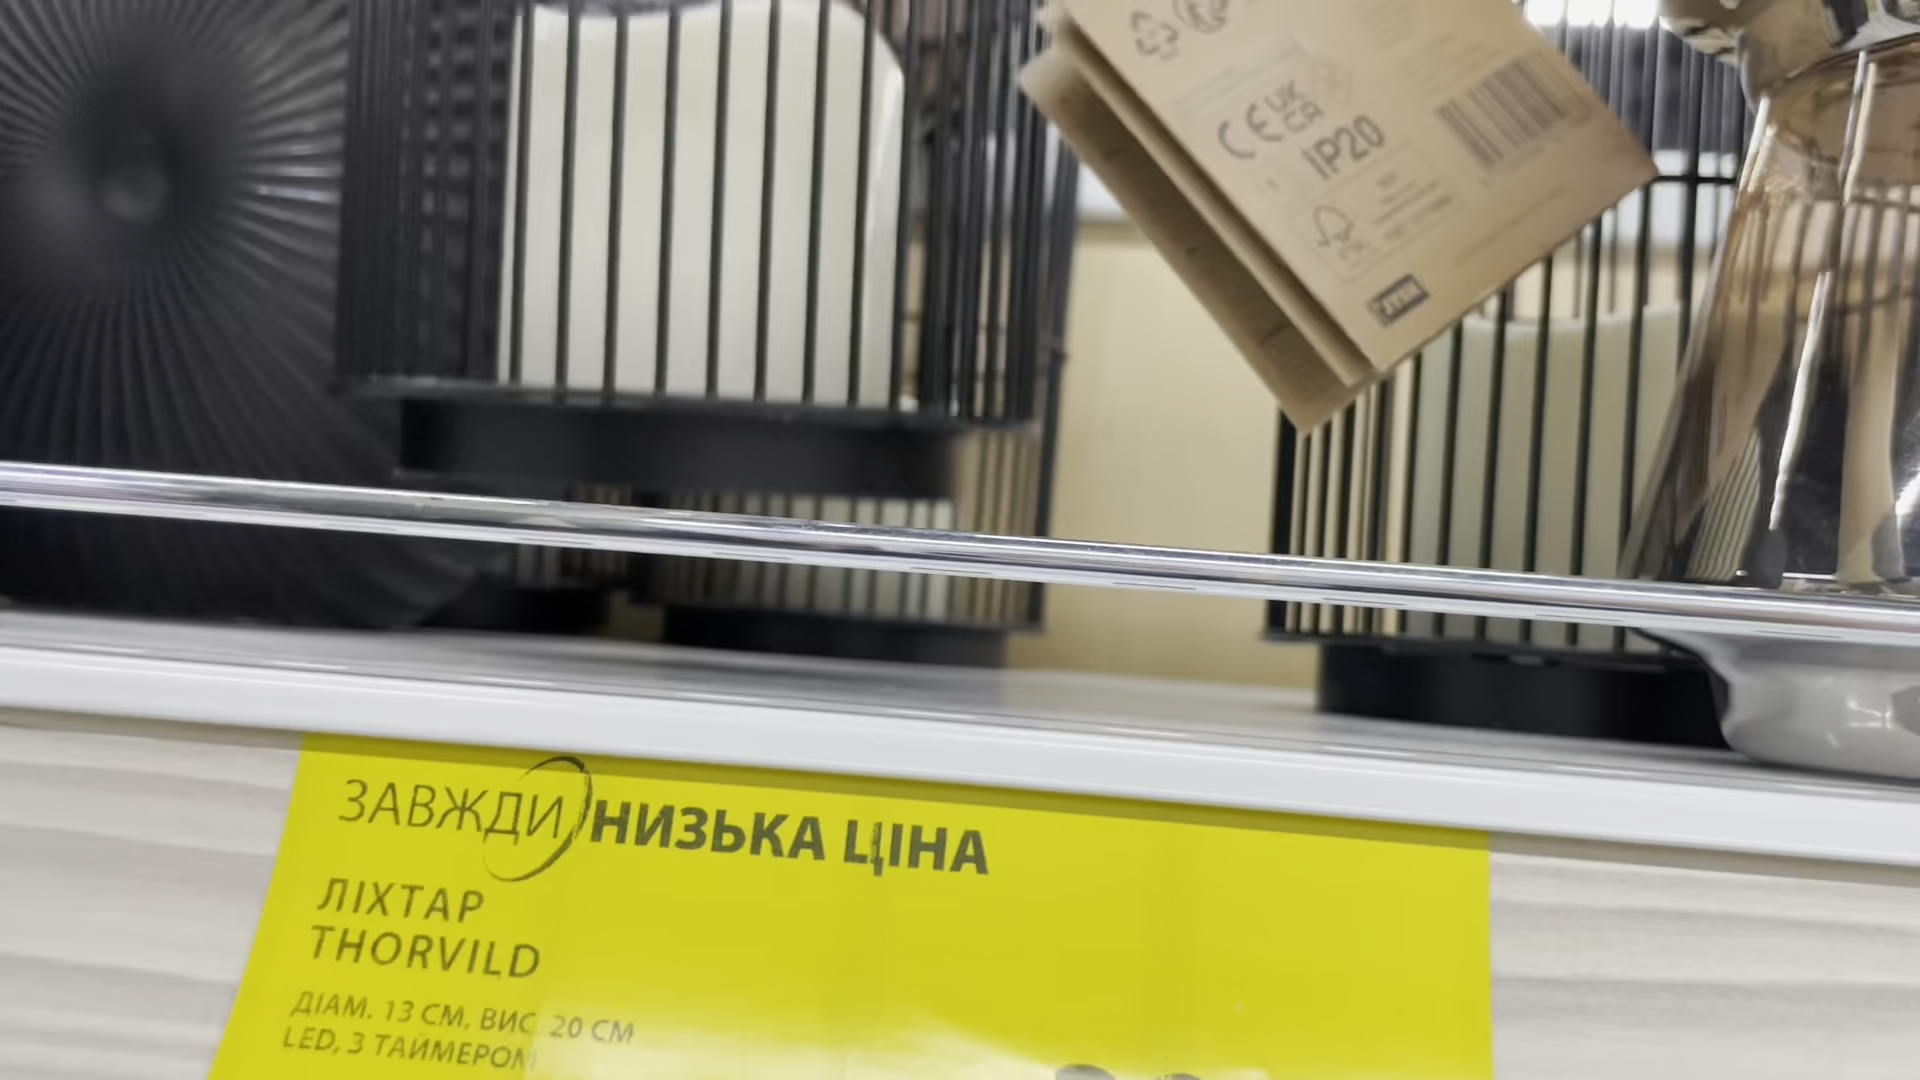 CE UK
CA
IP20
ЗАВЖДИ НИЗЬКА ЦІНА
ЛІХТАР
THORVILD
ДІАМ. 13 СМ, ВИС. 20 СМ
LED, З ТАЙМЕРОМ